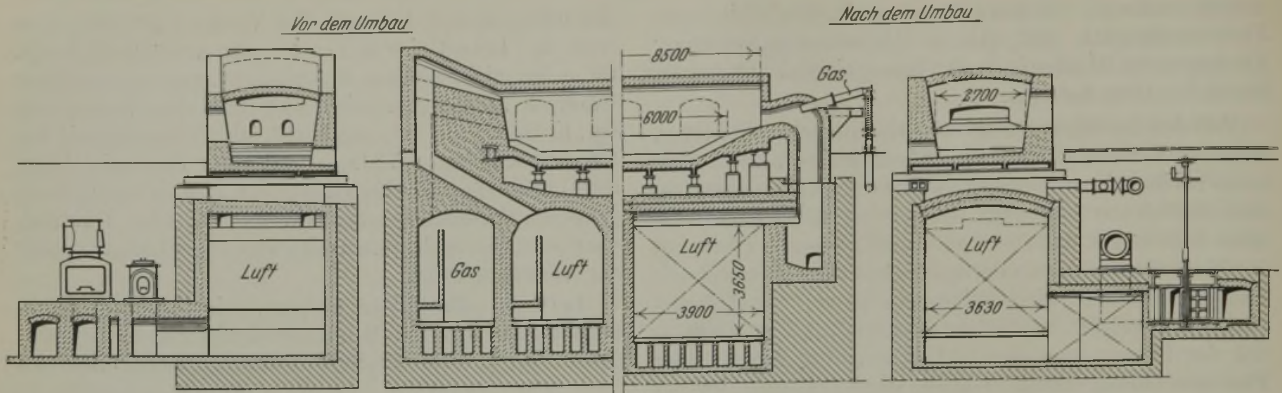 Vor dem Umbau
Nach dem Umbau
8500
Gas
6000
2700
Luft
Gas
Luft
Luft
3650
3900
Luft
3630